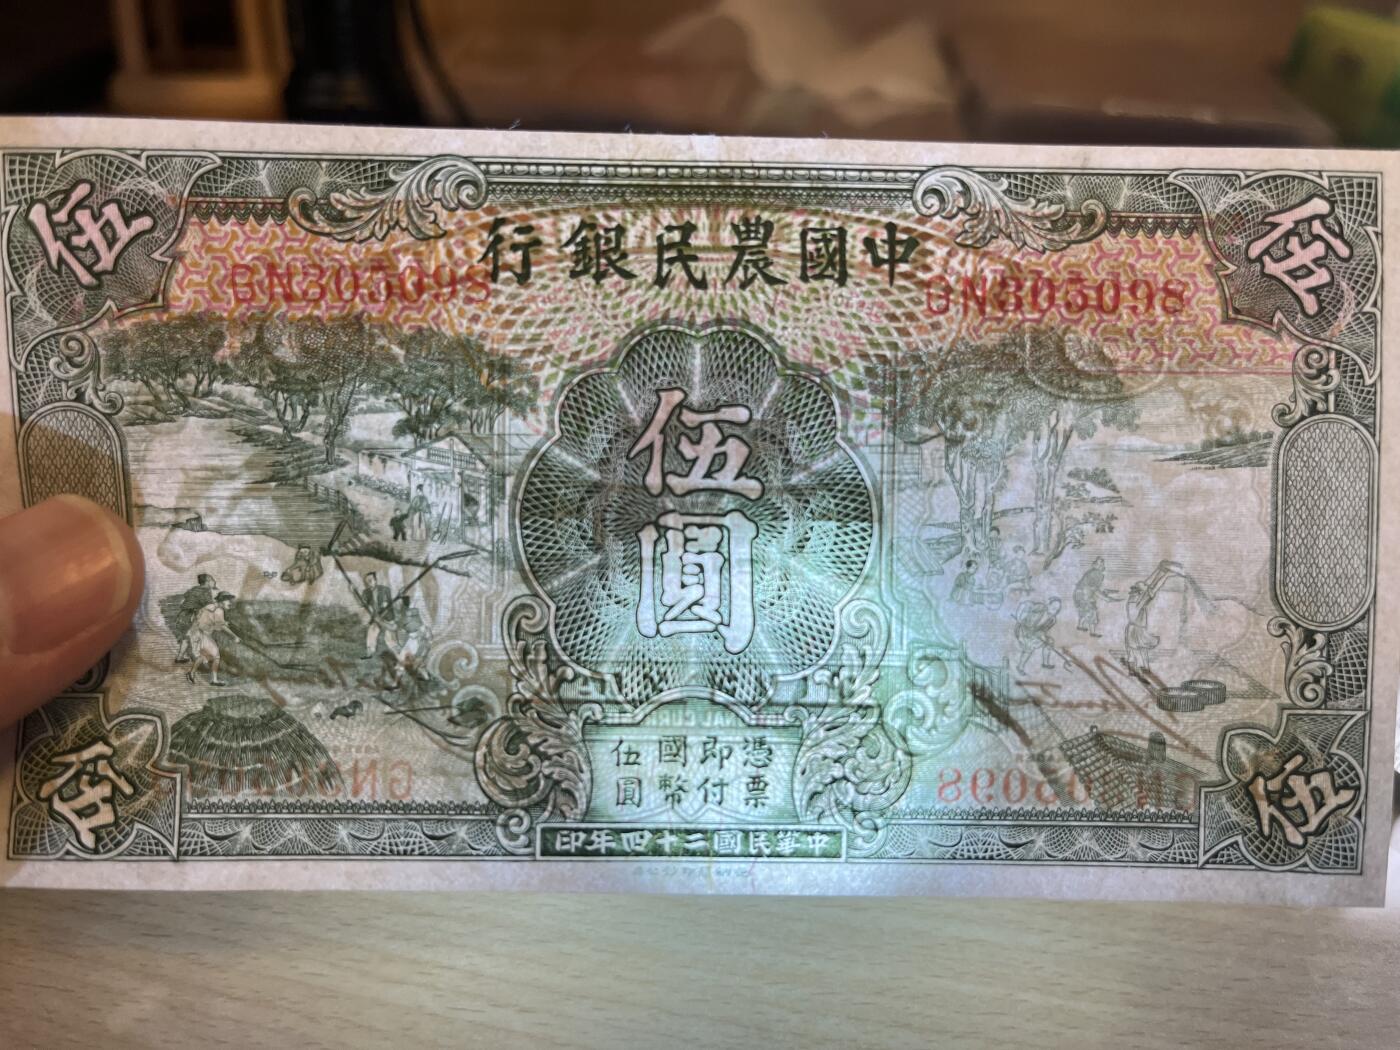 伍 伍
中國農民銀行
GN305098 GN305098
伍
圓
憑票
即付
國幣
伍圓
伍 伍
中華民國二十四年印